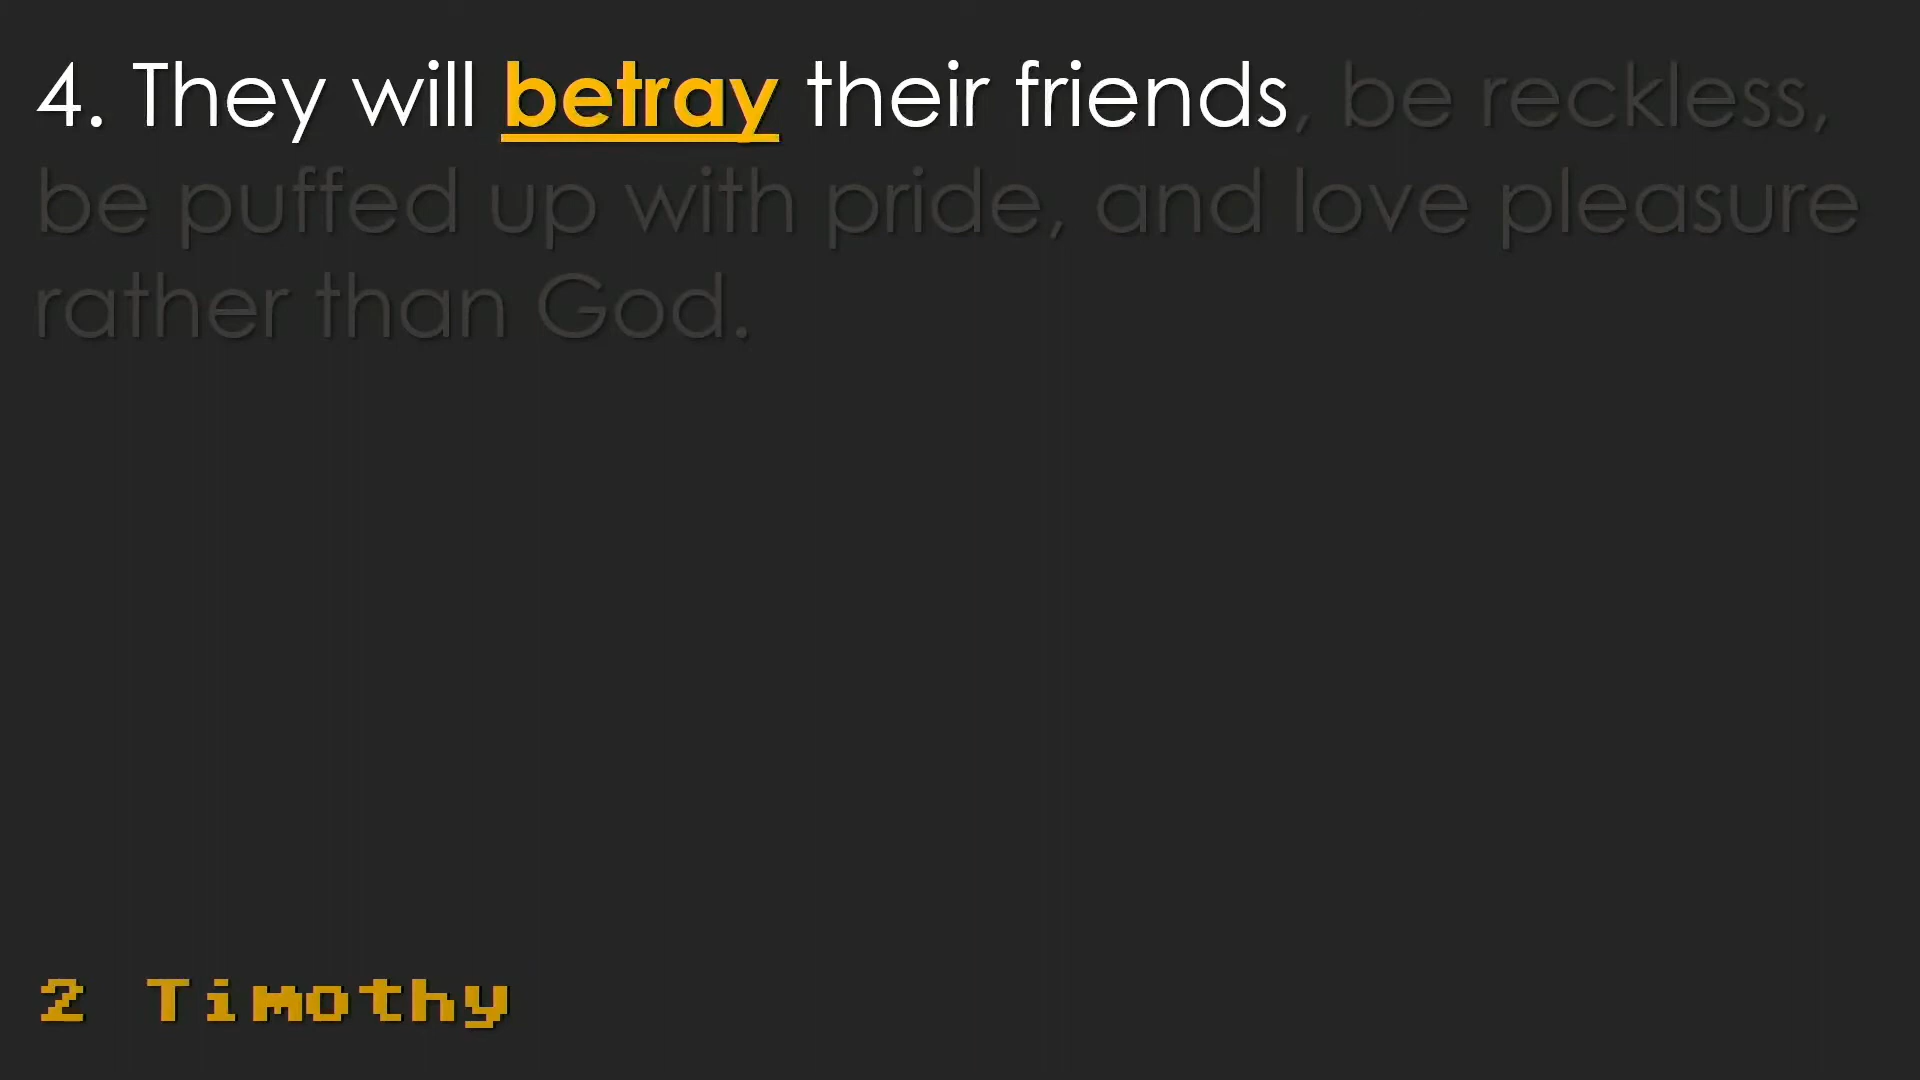 4. They will betray their friends, be reckless,
be puffed up with pride, and love pleasure
rather than God.
2 Timothy